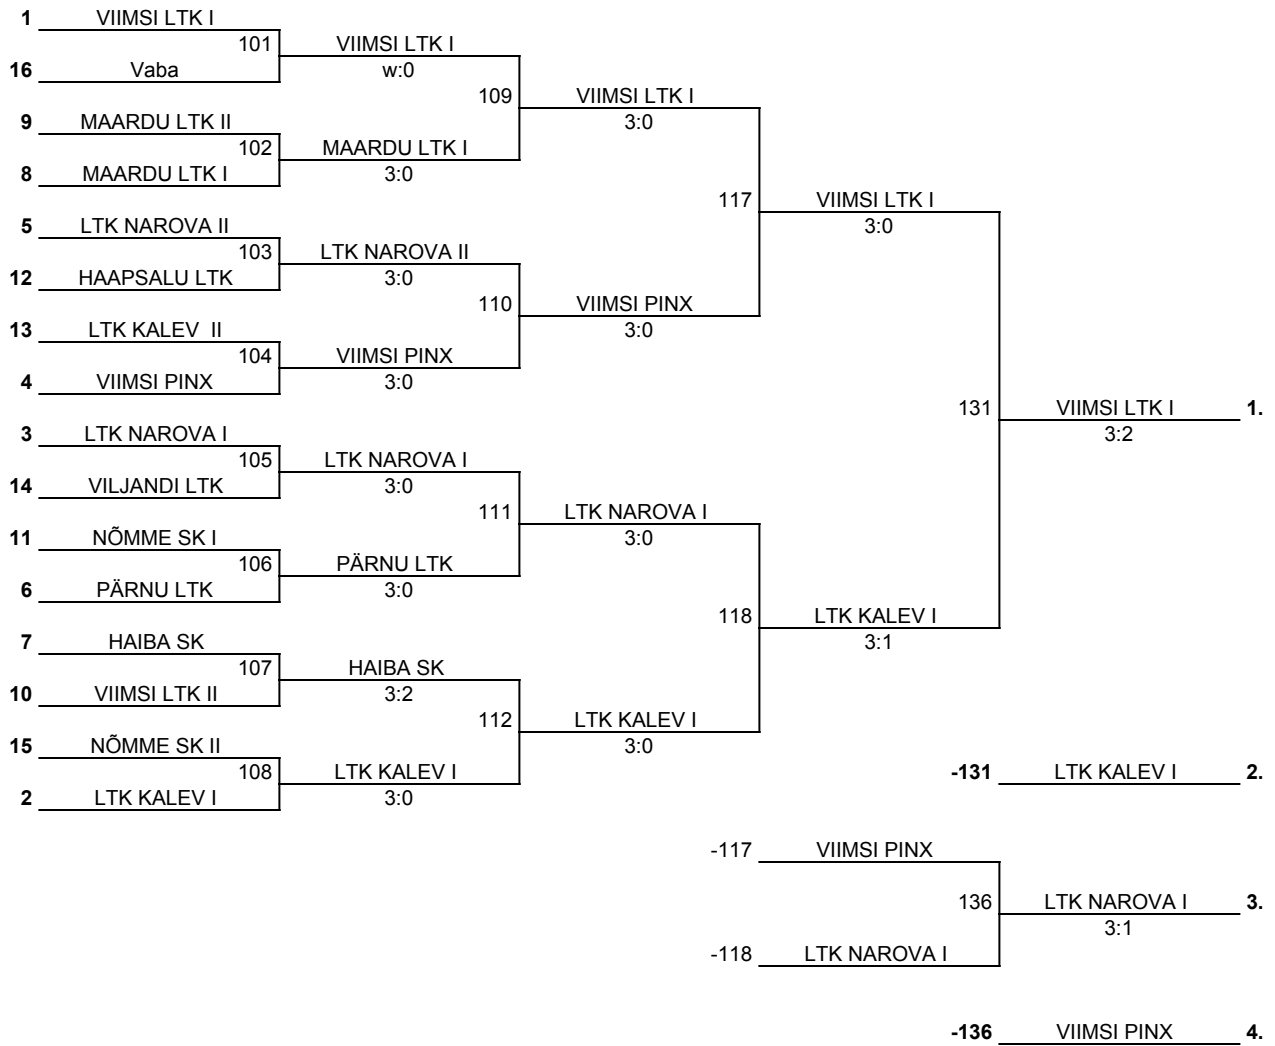 1 VIIMSI LTK I
101 VIIMSI LTK I
16 Vaba w:0
109 VIIMSI LTK I
9 MAARDU LTK II 3:0
102 MAARDU LTK I
8 MAARDU LTK I 3:0
117 VIIMSI LTK I
5 LTK NAROVA II 3:0
103 LTK NAROVA II
12 HAAPSALU LTK 3:0
110 VIIMSI PINX
13 LTK KALEV  II 3:0
104 VIIMSI PINX
4 VIIMSI PINX 3:0
131 VIIMSI LTK I 1.
3 LTK NAROVA I 3:2
105 LTK NAROVA I
14 VILJANDI LTK 3:0
111 LTK NAROVA I
11 NÕMME SK I 3:0
106 PÄRNU LTK
6 PÄRNU LTK 3:0
118 LTK KALEV I
7 HAIBA SK 3:1
107 HAIBA SK
10 VIIMSI LTK II 3:2
112 LTK KALEV I
15 NÕMME SK II 3:0
108 LTK KALEV I -131 LTK KALEV I 2.
2 LTK KALEV I 3:0
-117 VIIMSI PINX
136 LTK NAROVA I 3.
3:1
-118 LTK NAROVA I
-136 VIIMSI PINX 4.